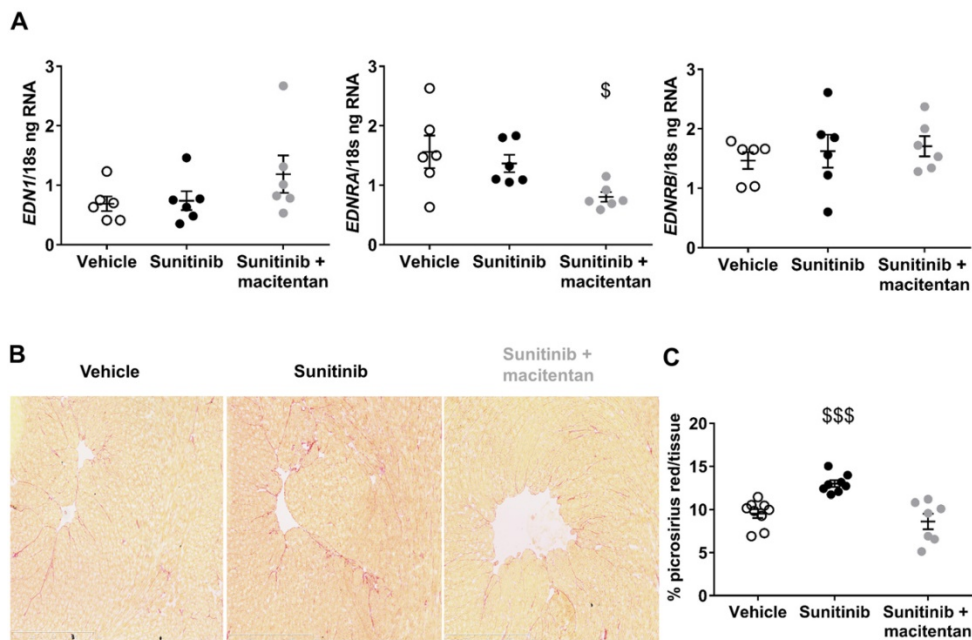 A
EDN1/18s ng RNA
3
2
1
0
Vehicle
Sunitinib
Sunitinib +
macitentan
EDNRA/18s ng RNA
3
2
1
0
$
Vehicle
Sunitinib
Sunitinib +
macitentan
EDNRB/18s ng RNA
3
2
1
0
Vehicle
Sunitinib
Sunitinib +
macitentan
B
Vehicle
Sunitinib
Sunitinib +
macitentan
C
% picrosirius red/tissue
20
15
10
5
0
$$$
Vehicle
Sunitinib
Sunitinib +
macitentan